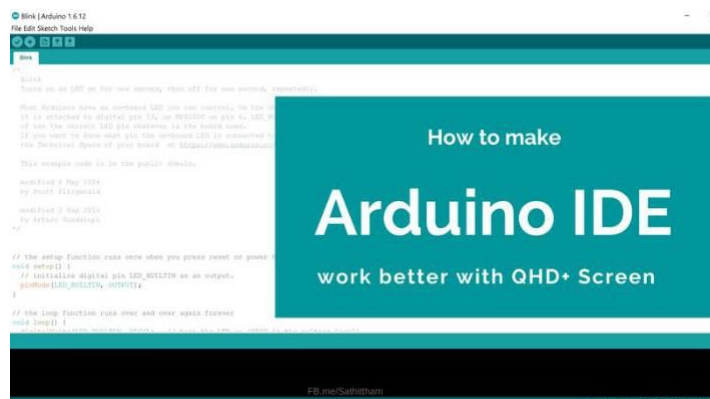 Blink | Arduino 1.6.12
File Edit Sketch Tools Help
Blink
/*
Blink
Turns on an LED on for one second, then off for one second, repeatedly.
Most Arduinos have an on-board LED you can control. On the
it is attached to digital pin 13, on MKR1000 on pin 6. LED_
of use the correct LED pin whatever is the board used.
If you want to know what pin the on-board LED is connected to
the Technical Specs of your board at https://www.arduino.cc
This example code is in the public domain.
modified 8 May 2014
by Scott Fitzgerald
modified 2 Sep 2016
by Arturo Guadalupi
*/
// the setup function runs once when you press reset or power
void setup() {
// initialize digital pin LED_BUILTIN as an output.
pinMode(LED_BUILTIN, OUTPUT);
}
// the loop function runs over and over again forever
void loop() {
How to make
Arduino IDE
work better with QHD+ Screen
FB.me/Sathittham